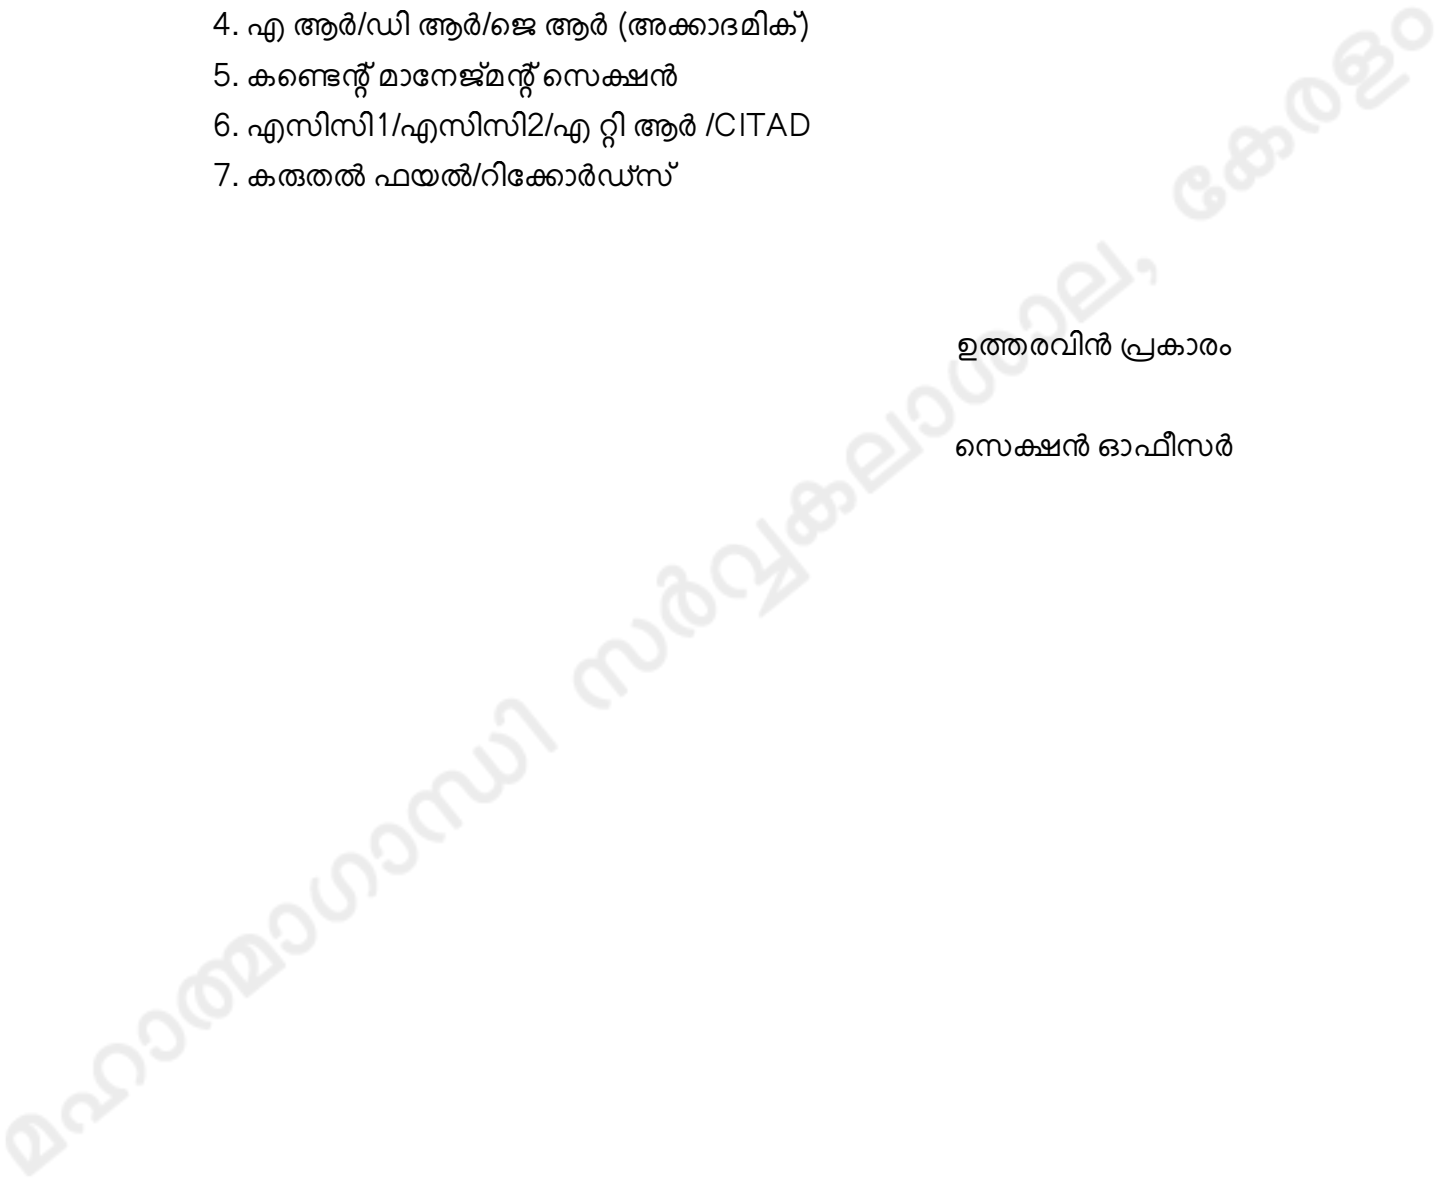 4. എ ആർ/ഡി ആർ/ജെ ആർ (അക്കാദമിക്)
5. കണ്ടെന്റ് മാനേജ്മന്റ് സെക്ഷൻ
6. എസിസി1/എസിസി2/എ റ്റി ആർ /CITAD
7. കരുതൽ ഫയൽ/റിക്കോർഡ്സ്
ഉത്തരവിൻ പ്രകാരം
സെക്ഷൻ ഓഫീസർ
മഹാത്മാഗാന്ധി സർവ്വകലാശാല, കേരളം